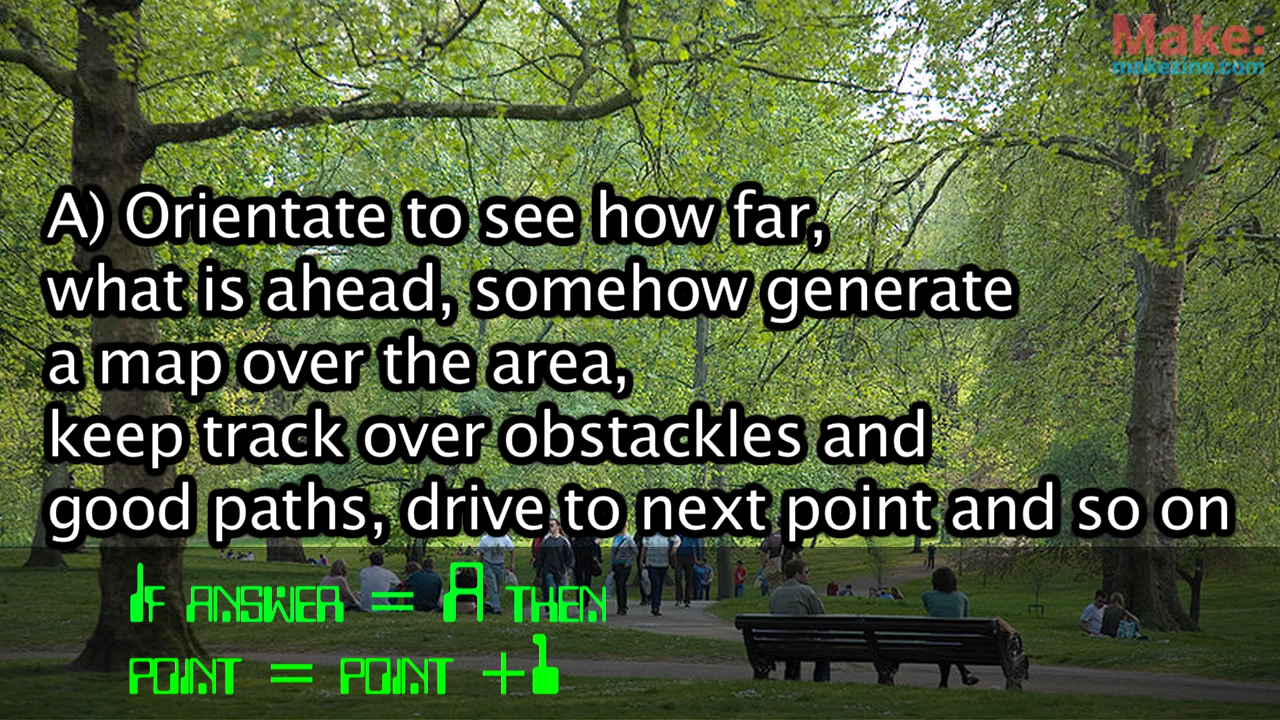 Make:
makezine.com
A) Orientate to see how far,
what is ahead, somehow generate
a map over the area,
keep track over obstackles and
good paths, drive to next point and so on
If answer = A then
point = point +1